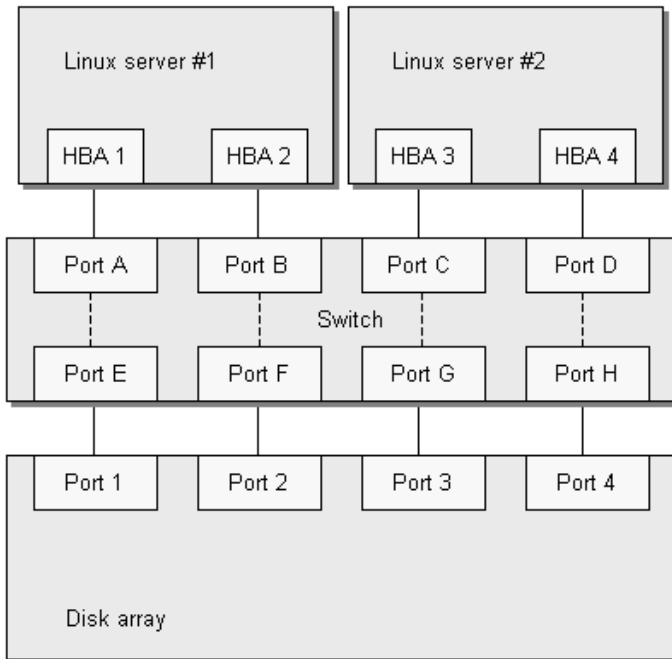 Linux server #1
Linux server #2
HBA 1
HBA 2
HBA 3
HBA 4
Port A
Port B
Port C
Port D
Switch
Port E
Port F
Port G
Port H
Port 1
Port 2
Port 3
Port 4
Disk array